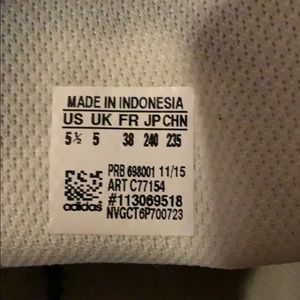 MADE IN INDONESIA
US UK FR JP CHN
5½ 5 38 240 235
PRB 698001 11/15
ART C77154
#113069518
adidas NVGCT6P700723